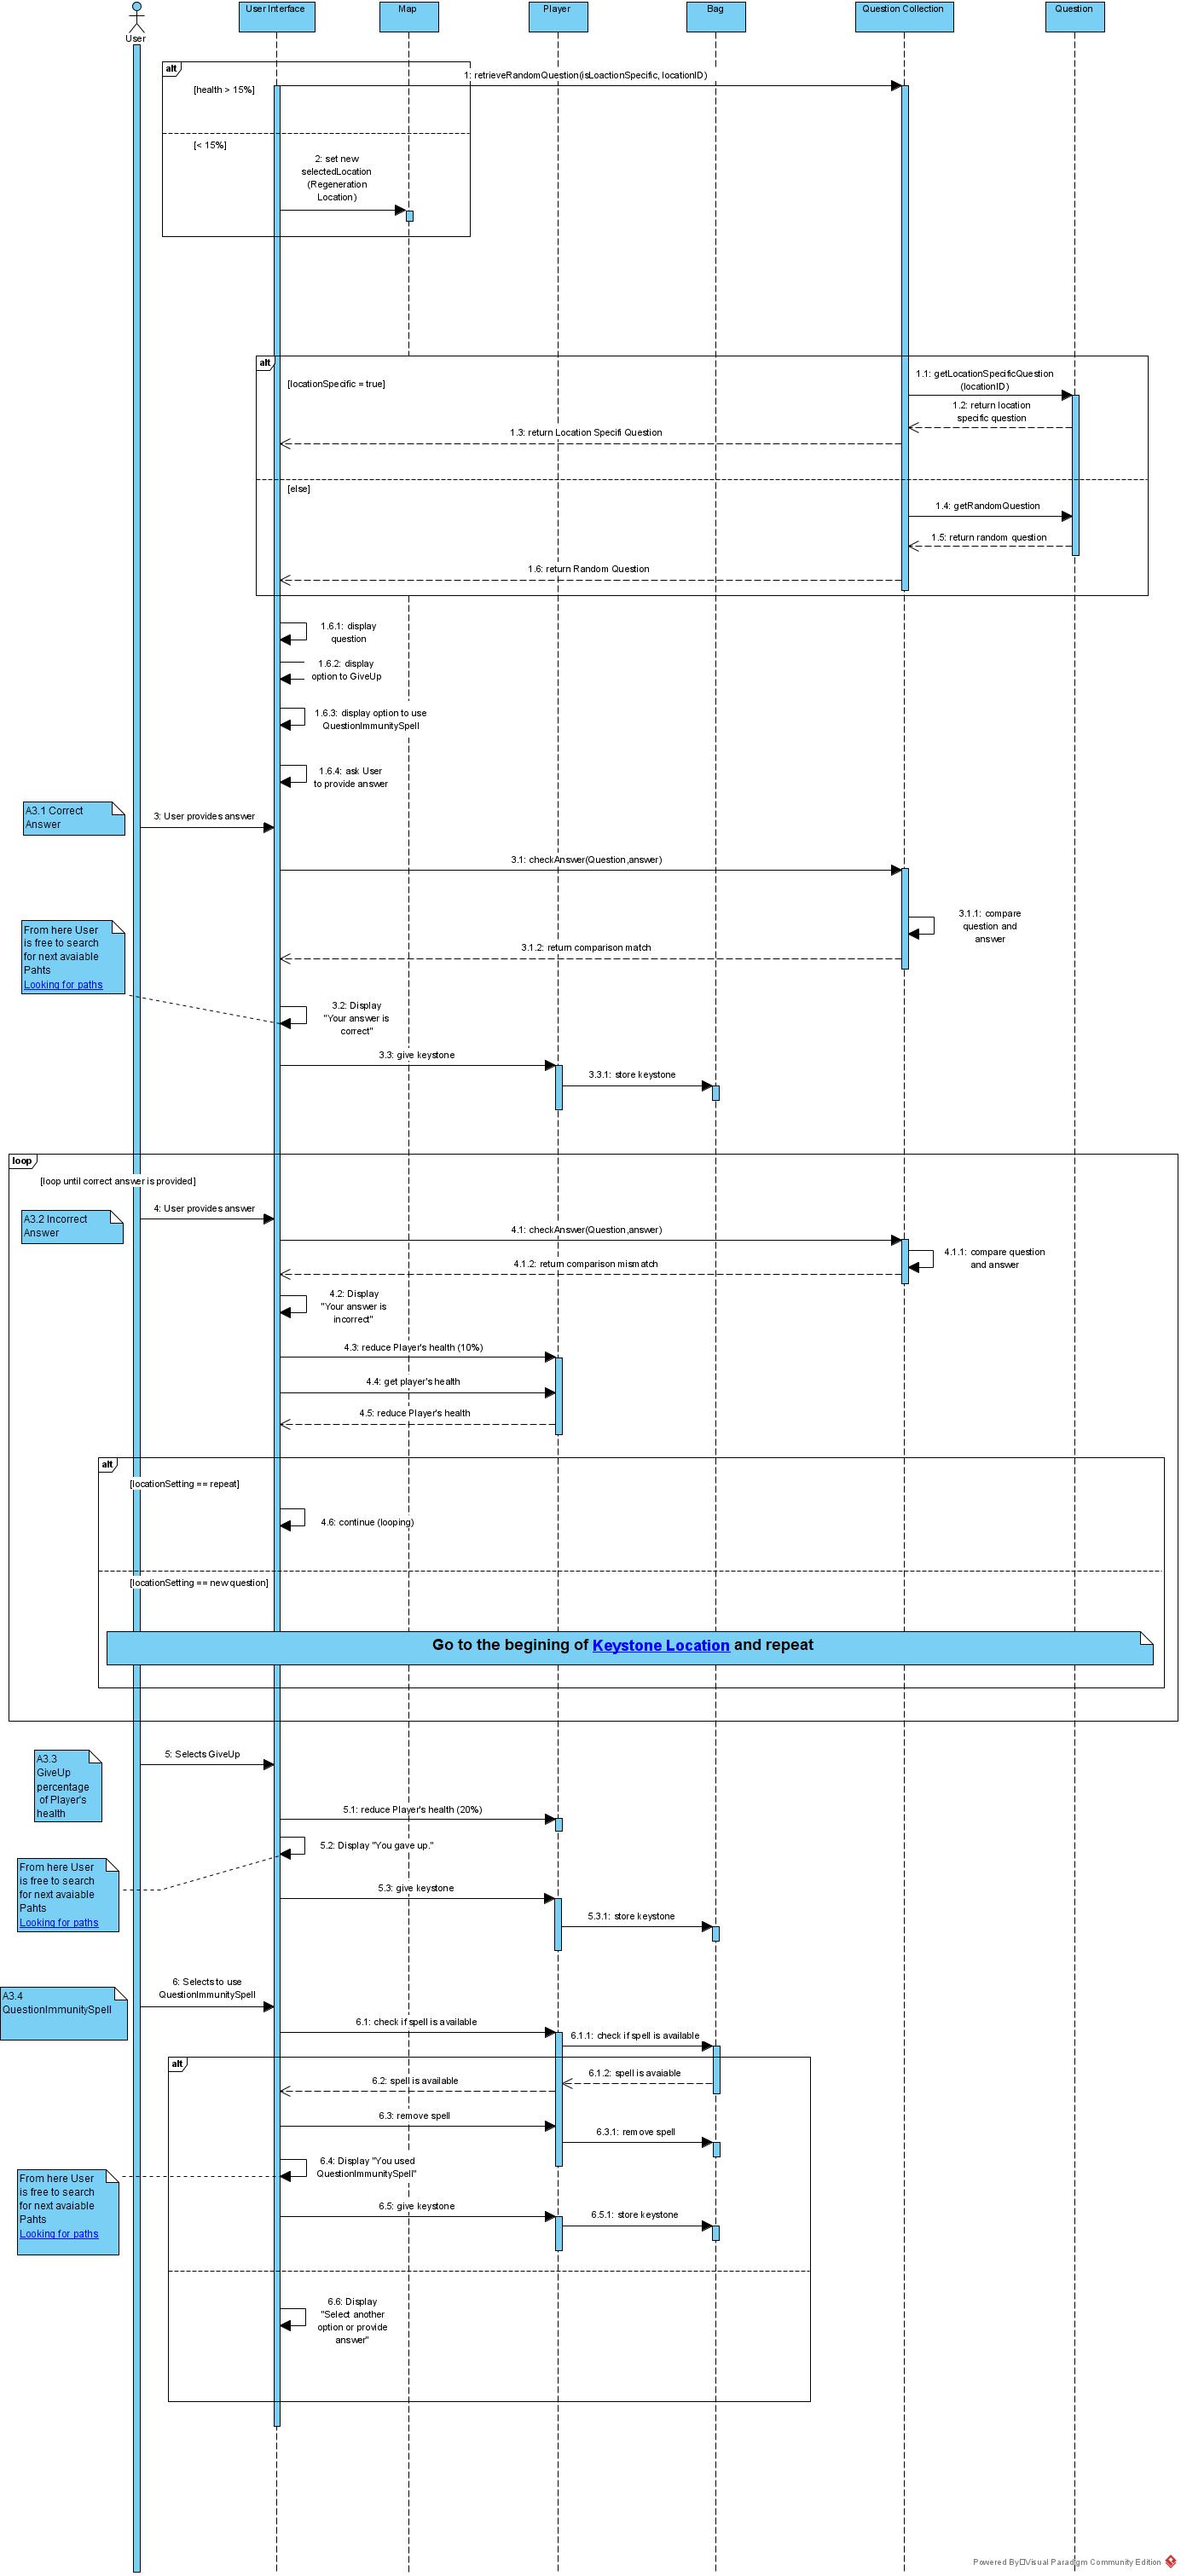 User
User Interface
Map
Player
Bag
Question Collection
Question
alt
[health > 15%]
1: retrieveRandomQuestion(isLoactionSpecific, locationID)
[< 15%]
2: set new
selectedLocation
(Regeneration
Location)
alt
[locationSpecific = true]
1.1: getLocationSpecificQuestion
(locationID)
1.2: return location
specific question
1.3: return Location Specifi Question
[else]
1.4: getRandomQuestion
1.5: return random question
1.6: return Random Question
1.6.1: display
question
1.6.2: display
option to GiveUp
1.6.3: display option to use
QuestionImmunitySpell
1.6.4: ask User
to provide answer
A3.1 Correct
Answer
3: User provides answer
3.1: checkAnswer(Question,answer)
3.1.1: compare
question and
answer
3.1.2: return comparison match
From here User
is free to search
for next avaiable
Pahts
Looking for paths
3.2: Display
"Your answer is
correct"
3.3: give keystone
3.3.1: store keystone
loop
[loop until correct answer is provided]
A3.2 Incorrect
Answer
4: User provides answer
4.1: checkAnswer(Question,answer)
4.1.1: compare question
and answer
4.1.2: return comparison mismatch
4.2: Display
"Your answer is
incorrect"
4.3: reduce Player's health (10%)
4.4: get player's health
4.5: reduce Player's health
alt
[locationSetting == repeat]
4.6: continue (looping)
[locationSetting == new question]
Go to the begining of Keystone Location and repeat
A3.3
GiveUp
percentage
of Player's
health
5: Selects GiveUp
5.1: reduce Player's health (20%)
5.2: Display "You gave up."
From here User
is free to search
for next avaiable
Pahts
Looking for paths
5.3: give keystone
5.3.1: store keystone
A3.4
QuestionImmunitySpell
6: Selects to use
QuestionImmunitySpell
6.1: check if spell is available
6.1.1: check if spell is available
alt
6.1.2: spell is avaiable
6.2: spell is available
6.3: remove spell
6.3.1: remove spell
6.4: Display "You used
QuestionImmunitySpell"
From here User
is free to search
for next avaiable
Pahts
Looking for paths
6.5: give keystone
6.5.1: store keystone
6.6: Display
"Select another
option or provide
answer"
Powered By□Visual Paradigm Community Edition